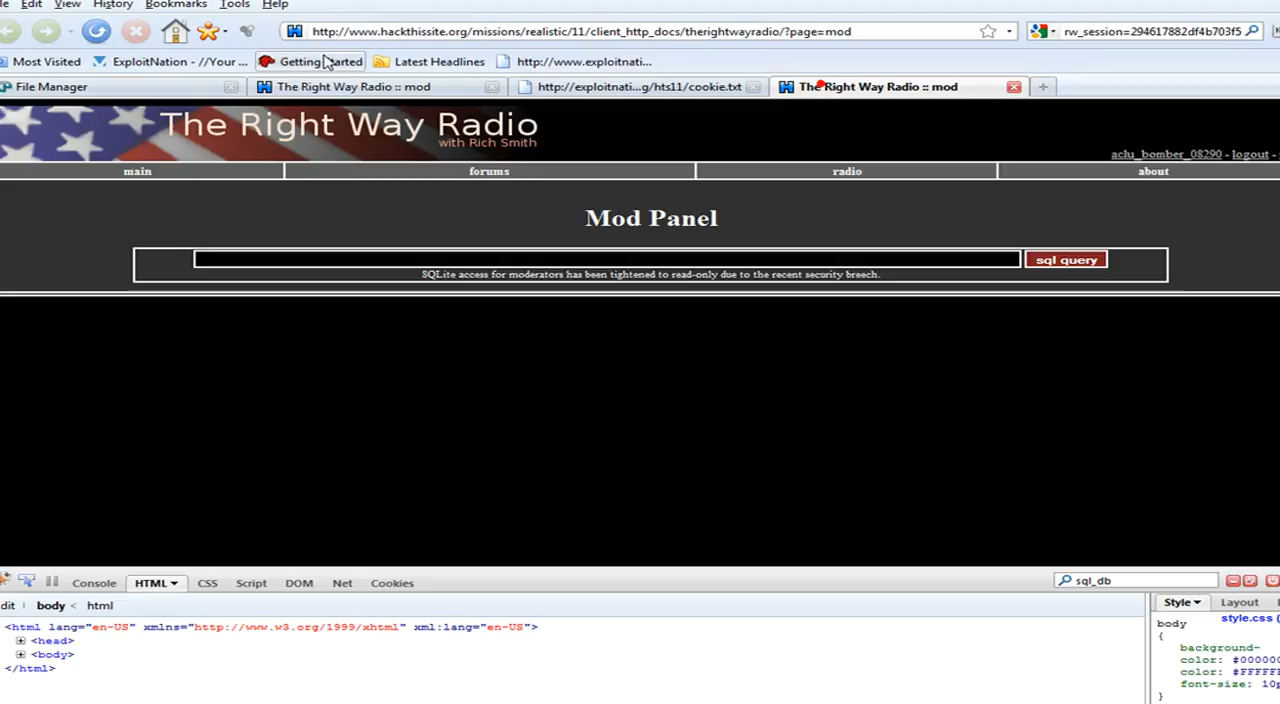 le Edit View History Bookmarks Tools Help
http://www.hackthissite.org/missions/realistic/11/client_http_docs/therightwayradio/?page=mod
rw_session=294617882df4b703f5
Most Visited ExploitNation - //Your ... Getting Started Latest Headlines http://www.exploitnati...
File Manager The Right Way Radio :: mod http://exploitnati...g/hts11/cookie.txt The Right Way Radio :: mod
The Right Way Radio
with Rich Smith
aclu_bomber_08290 - logout -
main forums radio about
Mod Panel
sql query
SQLite access for moderators has been tightened to read-only due to the recent security breach.
Console HTML CSS Script DOM Net Cookies
sql_db
dit body < html
Style Layout
<html lang="en-US" xmlns="http://www.w3.org/1999/xhtml" xml:lang="en-US">
<head>
<body>
</html>
style.css (
body
{
background-
color: #000000
color: #FFFFFF
font-size: 10p
}